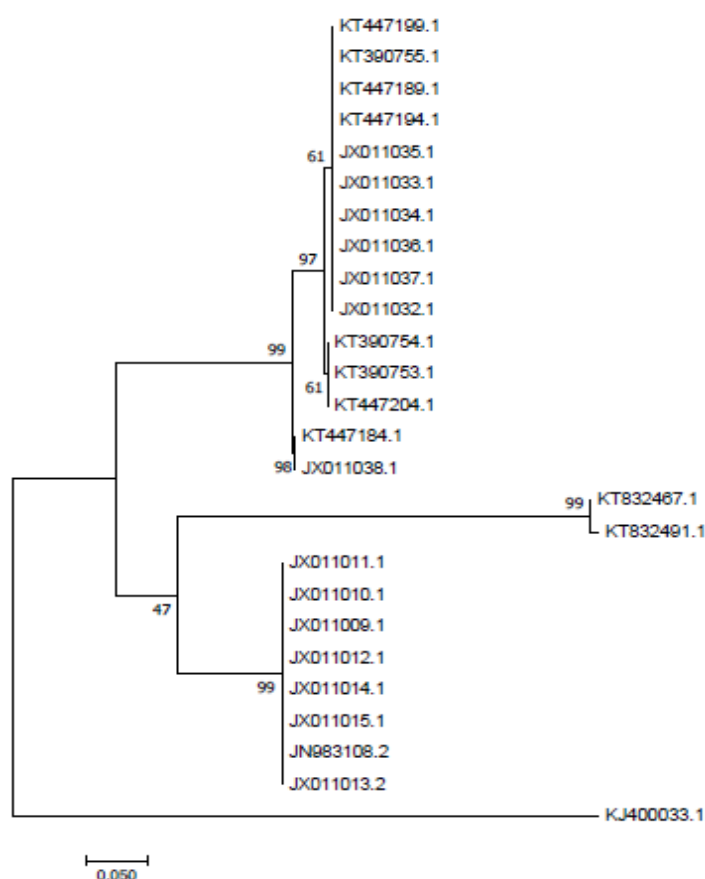 KT447199.1
KT390755.1
KT447189.1
KT447194.1
61
JX011035.1
JX011033.1
JX011034.1
JX011036.1
97
JX011037.1
JX011032.1
KT390754.1
99
KT390753.1
61
KT447204.1
KT447184.1
98
JX011038.1
99
KT832467.1
KT832491.1
JX011011.1
JX011010.1
47
JX011009.1
JX011012.1
99
JX011014.1
JX011015.1
JN983108.2
JX011013.2
KJ400033.1
0.050